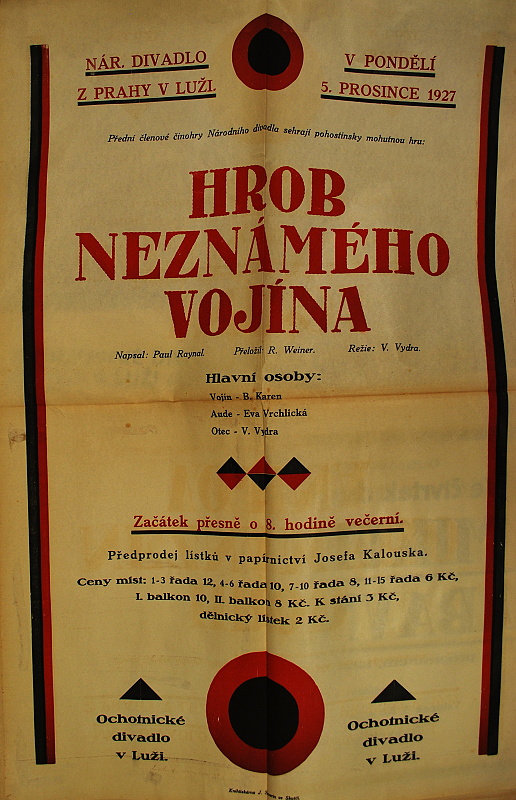 NÁR. DIVADLO
Z PRAHY V LUŽI.
V PONDĚLÍ
5. PROSINCE 1927
Přední členové činohry Národního divadla sehrají pohostinsky mohutnou hru:
HROB
NEZNÁMÉHO
VOJÍNA
Napsal: Paul Raynal. Přeložil: R. Weiner. Režie: V. Vydra.
Hlavní osoby:
Vojín - B. Karen
Aude - Eva Vrchlická
Otec - V. Vydra
Začátek přesně o 8. hodině večerní.
Předprodej lístků v papírnictví Josefa Kalouska.
Ceny míst: 1-3 řada 12, 4-6 řada 10, 7-10 řada 8, 11-15 řada 6 Kč,
I. balkon 10, II. balkon 8 Kč. K stání 3 Kč,
dělnický lístek 2 Kč.
Ochotnické
divadlo
v Luži.
Ochotnické
divadlo
v Luži.
Knihtiskárna J. ve Skutči.